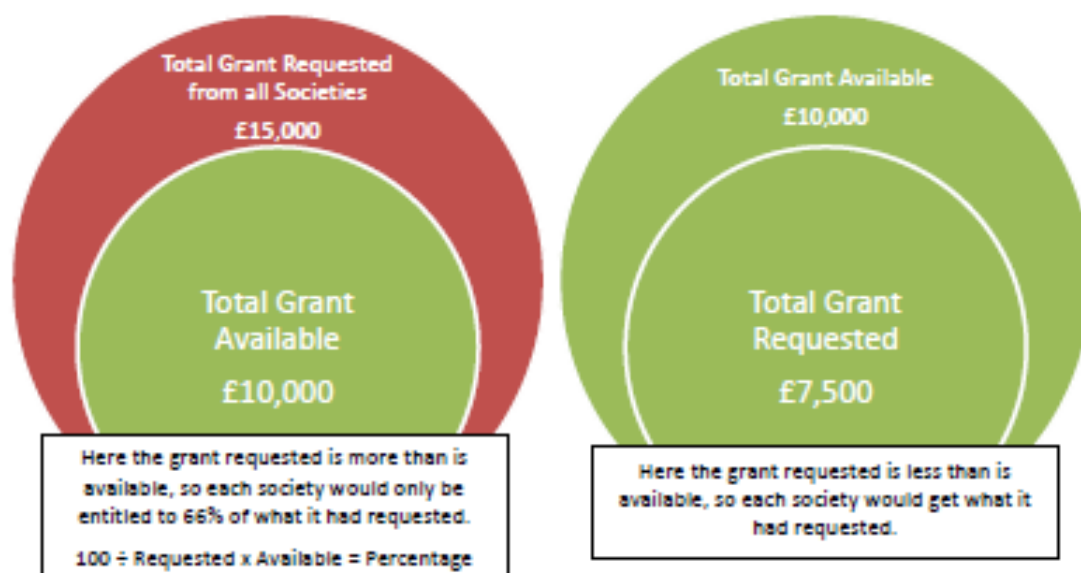 Total Grant Requested
from all Societies
£15,000
Total Grant
Available
£10,000
Here the grant requested is more than is
available, so each society would only be
entitled to 66% of what it had requested.
100 ÷ Requested x Available = Percentage
Total Grant Available
£10,000
Total Grant
Requested
£7,500
Here the grant requested is less than is
available, so each society would get what it
had requested.